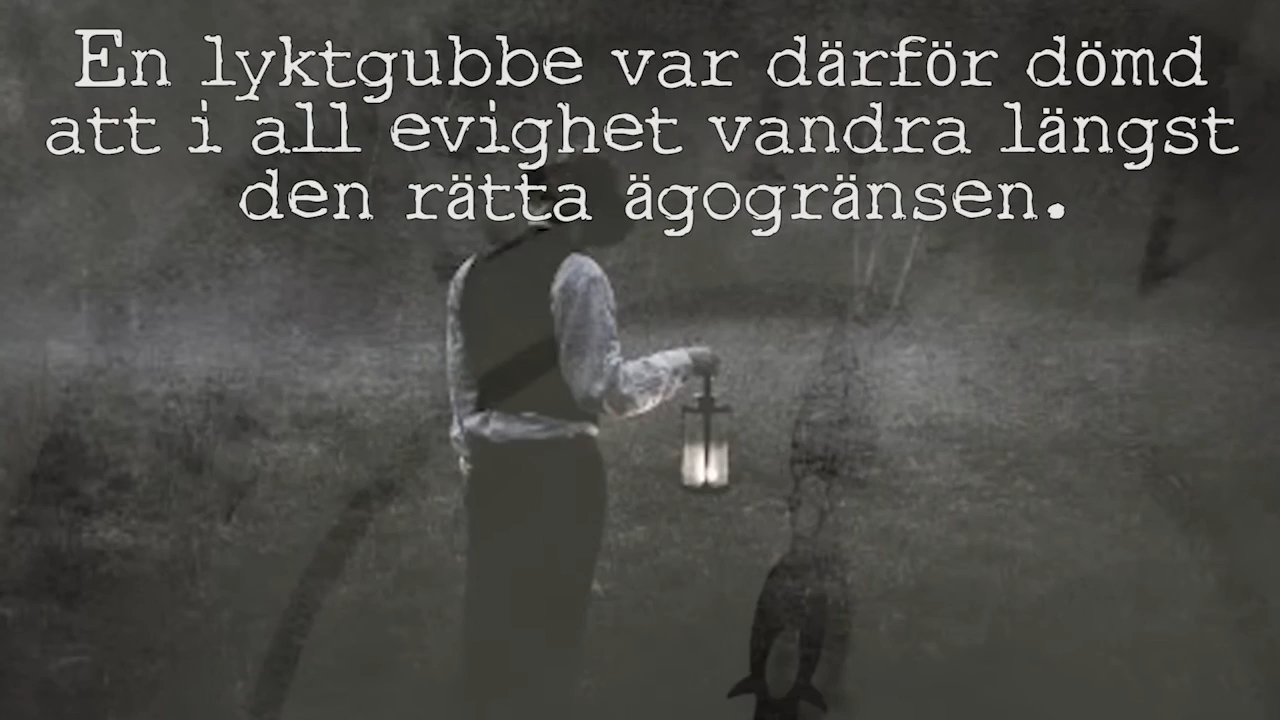 En lyktgubbe var därför dömd
att i all evighet vandra längst
den rätta ägogränsen.